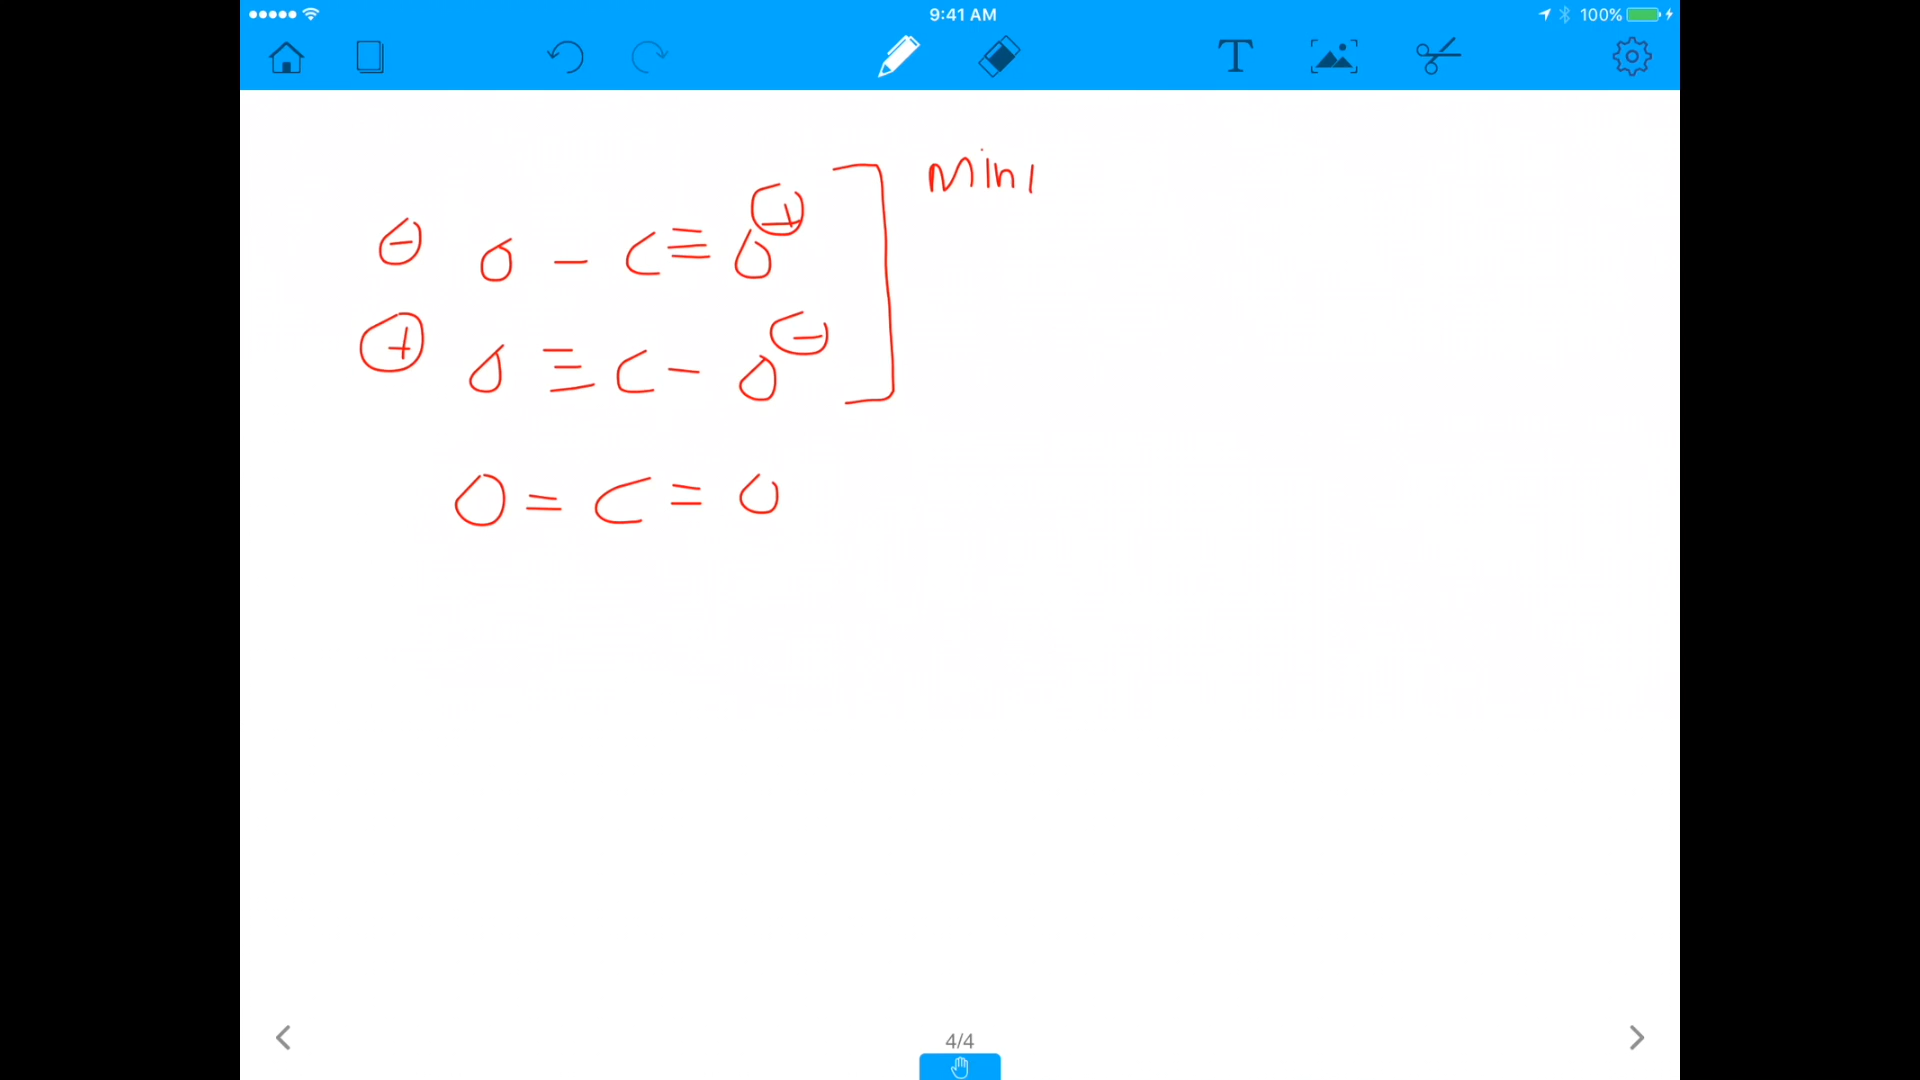 9:41 AM
100%
T
Mini
⊖ O - C ≡ O ⊕
⊕ O ≡ C - O ⊖
O = C = O
4/4